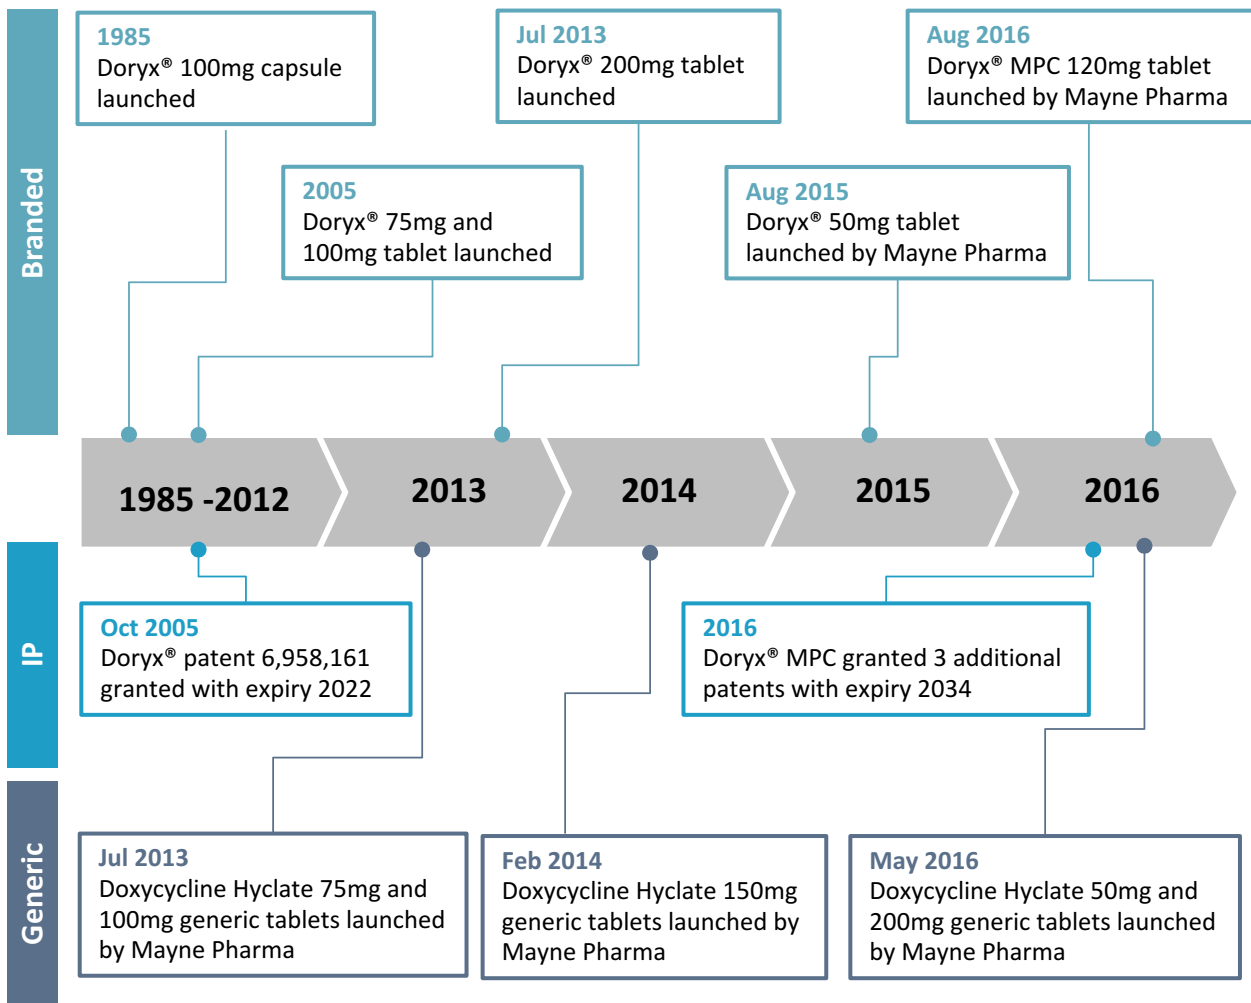 Branded
1985
Doryx® 100mg capsule
launched
Jul 2013
Doryx® 200mg tablet
launched
Aug 2016
Doryx® MPC 120mg tablet
launched by Mayne Pharma
2005
Doryx® 75mg and
100mg tablet launched
Aug 2015
Doryx® 50mg tablet
launched by Mayne Pharma
1985 -2012
2013
2014
2015
2016
IP
Oct 2005
Doryx® patent 6,958,161
granted with expiry 2022
2016
Doryx® MPC granted 3 additional
patents with expiry 2034
Generic
Jul 2013
Doxycycline Hyclate 75mg and
100mg generic tablets launched
by Mayne Pharma
Feb 2014
Doxycycline Hyclate 150mg
generic tablets launched by
Mayne Pharma
May 2016
Doxycycline Hyclate 50mg and
200mg generic tablets launched
by Mayne Pharma